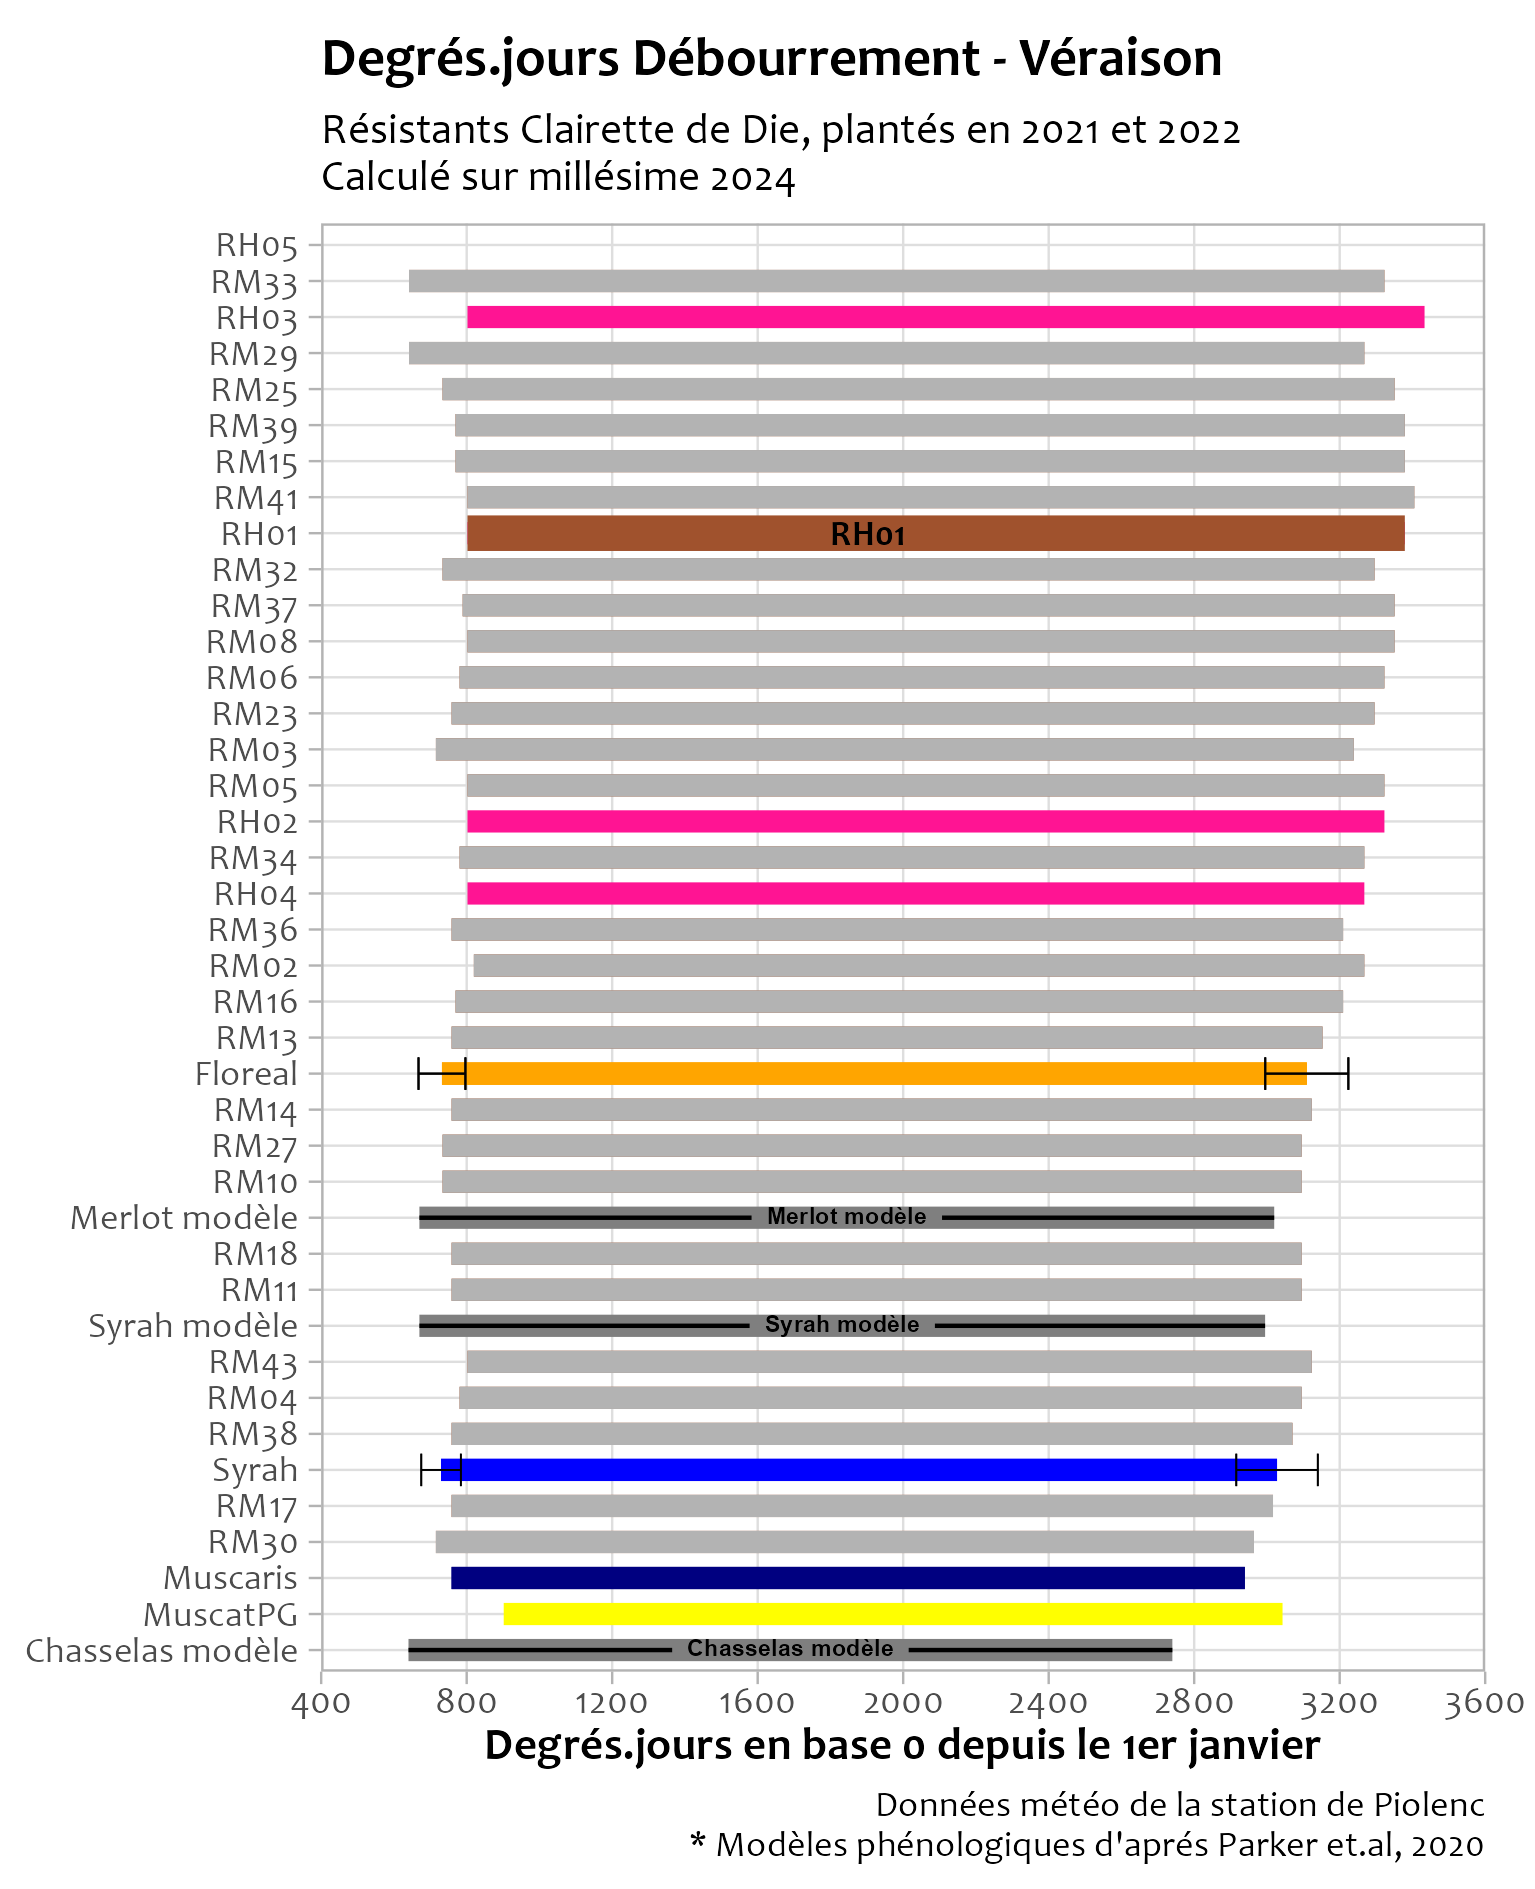 Degrés.jours Débourrement - Véraison
Résistants Clairette de Die, plantés en 2021 et 2022
Calculé sur millésime 2024
RH05
RM33
RH03
RM29
RM25
RM39
RM15
RM41
RH01
RH01
RM32
RM37
RM08
RM06
RM23
RM03
RM05
RH02
RM34
RH04
RM36
RM02
RM16
RM13
Floreal
RM14
RM27
RM10
Merlot modèle
Merlot modèle
RM18
RM11
Syrah modèle
Syrah modèle
RM43
RM04
RM38
Syrah
RM17
RM30
Muscaris
MuscatPG
Chasselas modèle
Chasselas modèle
400 800 1200 1600 2000 2400 2800 3200 3600
Degrés.jours en base 0 depuis le 1er janvier
Données météo de la station de Piolenc
* Modèles phénologiques d'aprés Parker et.al, 2020